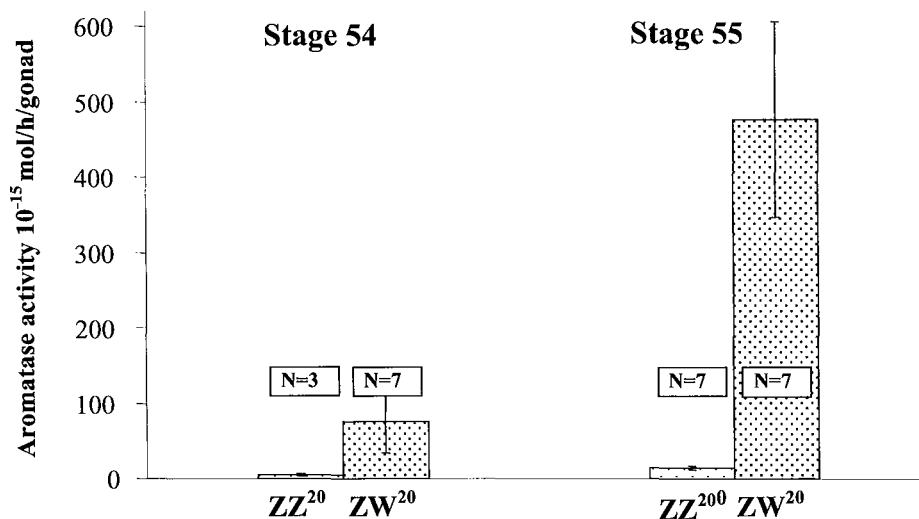 Aromatase activity 10⁻¹⁵ mol/h/gonad
600
500
400
300
200
100
0
Stage 54
Stage 55
N=3
N=7
N=7
N=7
ZZ²⁰
ZW²⁰
ZZ²⁰⁰
ZW²⁰